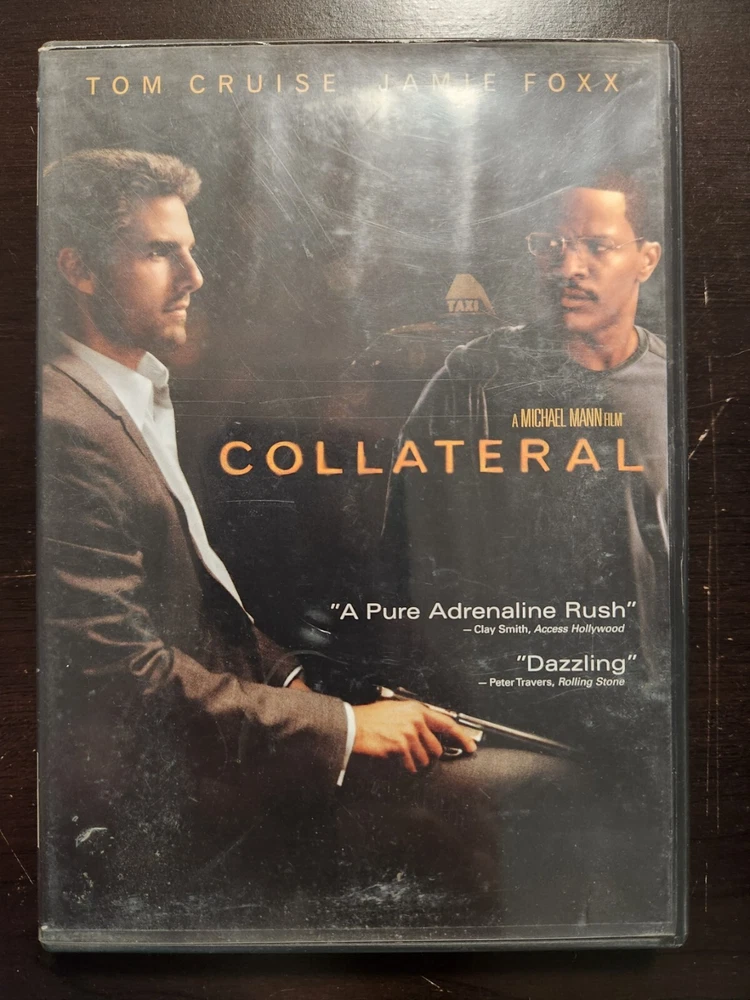 TOM CRUISE JAMIE FOXX
TAXI
A MICHAEL MANN FILM™
COLLATERAL
"A Pure Adrenaline Rush"
— Clay Smith, Access Hollywood
"Dazzling"
— Peter Travers, Rolling Stone